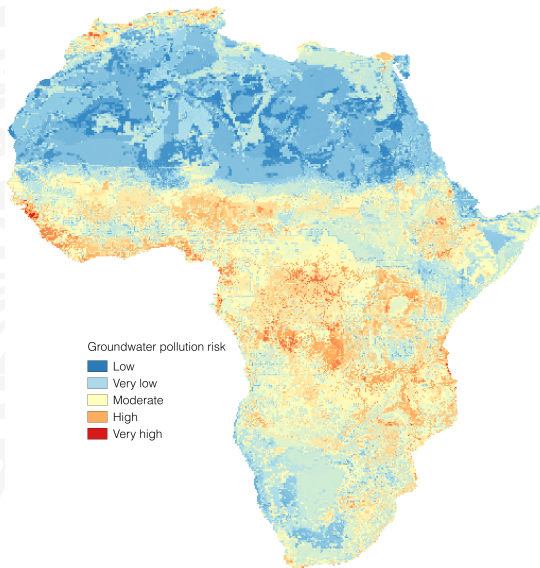 Groundwater pollution risk
Low
Very low
Moderate
High
Very high